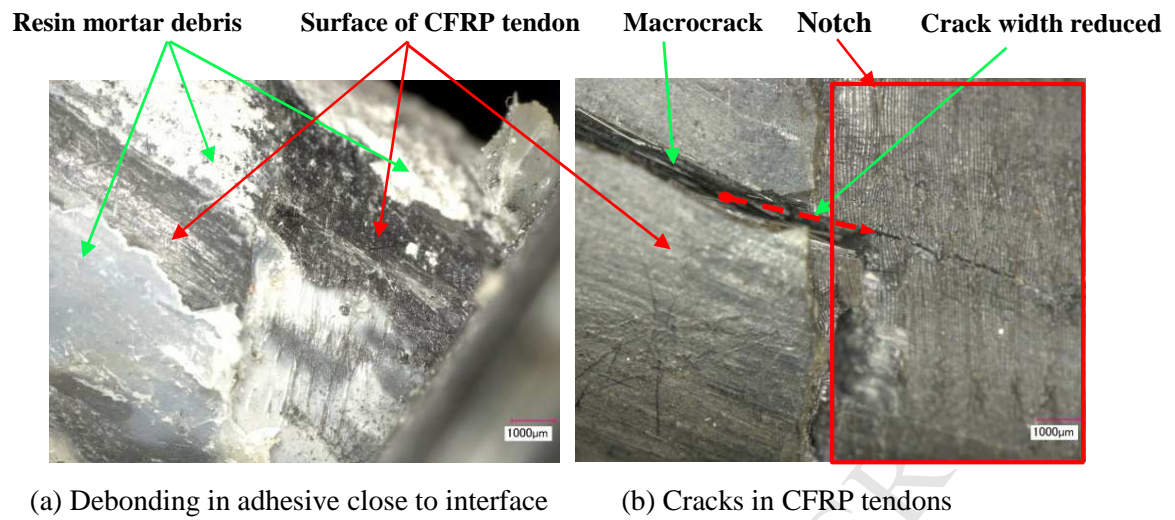 Resin mortar debris Surface of CFRP tendon Macrocrack Notch Crack width reduced
1000μm 1000μm
(a) Debonding in adhesive close to interface (b) Cracks in CFRP tendons